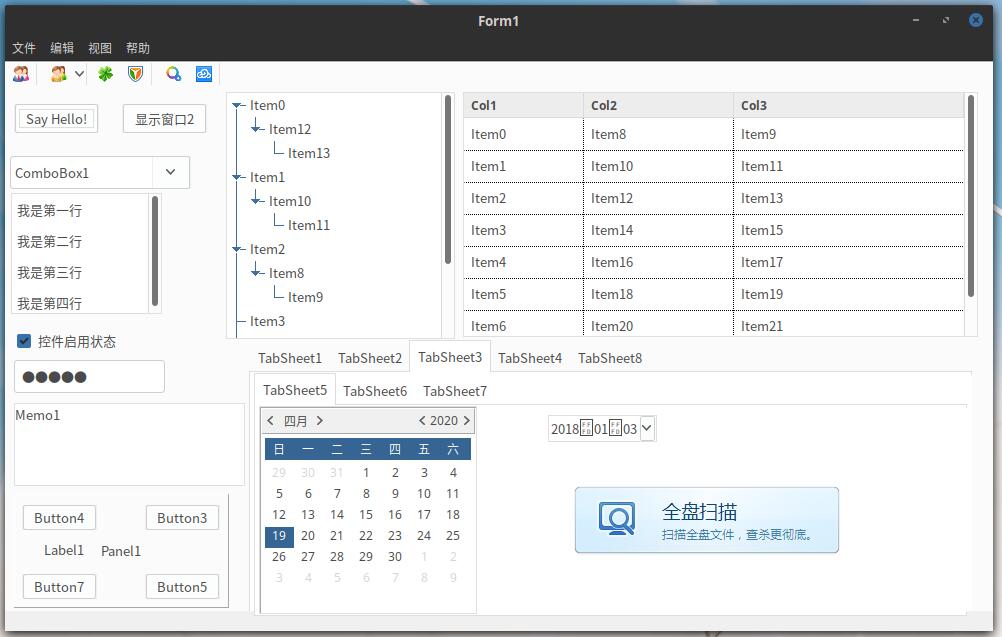 Form1
文件 编辑 视图 帮助
Say Hello! 显示窗口2
ComboBox1
我是第一行
我是第二行
我是第三行
我是第四行
控件启用状态
●●●●●
Memo1
Button4 Button3
Label1 Panel1
Button7 Button5
Item0
Item12
Item13
Item1
Item10
Item11
Item2
Item8
Item9
Item3
Col1 Col2 Col3
Item0 Item8 Item9
Item1 Item10 Item11
Item2 Item12 Item13
Item3 Item14 Item15
Item4 Item16 Item17
Item5 Item18 Item19
Item6 Item20 Item21
TabSheet1 TabSheet2 TabSheet3 TabSheet4 TabSheet8
TabSheet5 TabSheet6 TabSheet7
四月 2020
日 一 二 三 四 五 六
29 30 31 1 2 3 4
5 6 7 8 9 10 11
12 13 14 15 16 17 18
19 20 21 22 23 24 25
26 27 28 29 30 1 2
3 4 5 6 7 8 9
2018�01�03
全盘扫描
扫描全盘文件，查杀更彻底。